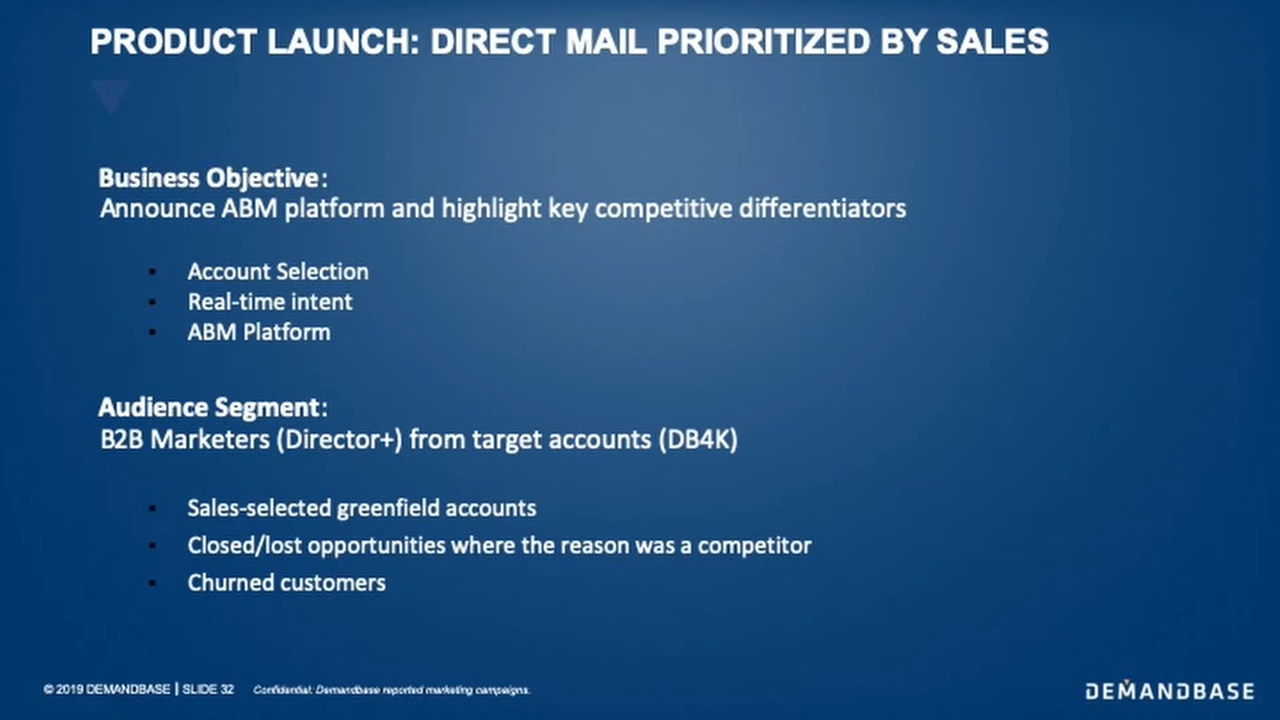 PRODUCT LAUNCH: DIRECT MAIL PRIORITIZED BY SALES
Business Objective:
Announce ABM platform and highlight key competitive differentiators
▪ Account Selection
▪ Real-time intent
▪ ABM Platform
Audience Segment:
B2B Marketers (Director+) from target accounts (DB4K)
▪ Sales-selected greenfield accounts
▪ Closed/lost opportunities where the reason was a competitor
▪ Churned customers
© 2019 DEMANDBASE | SLIDE 32 Confidential: Demandbase reported marketing campaigns.
DEMANDBASE